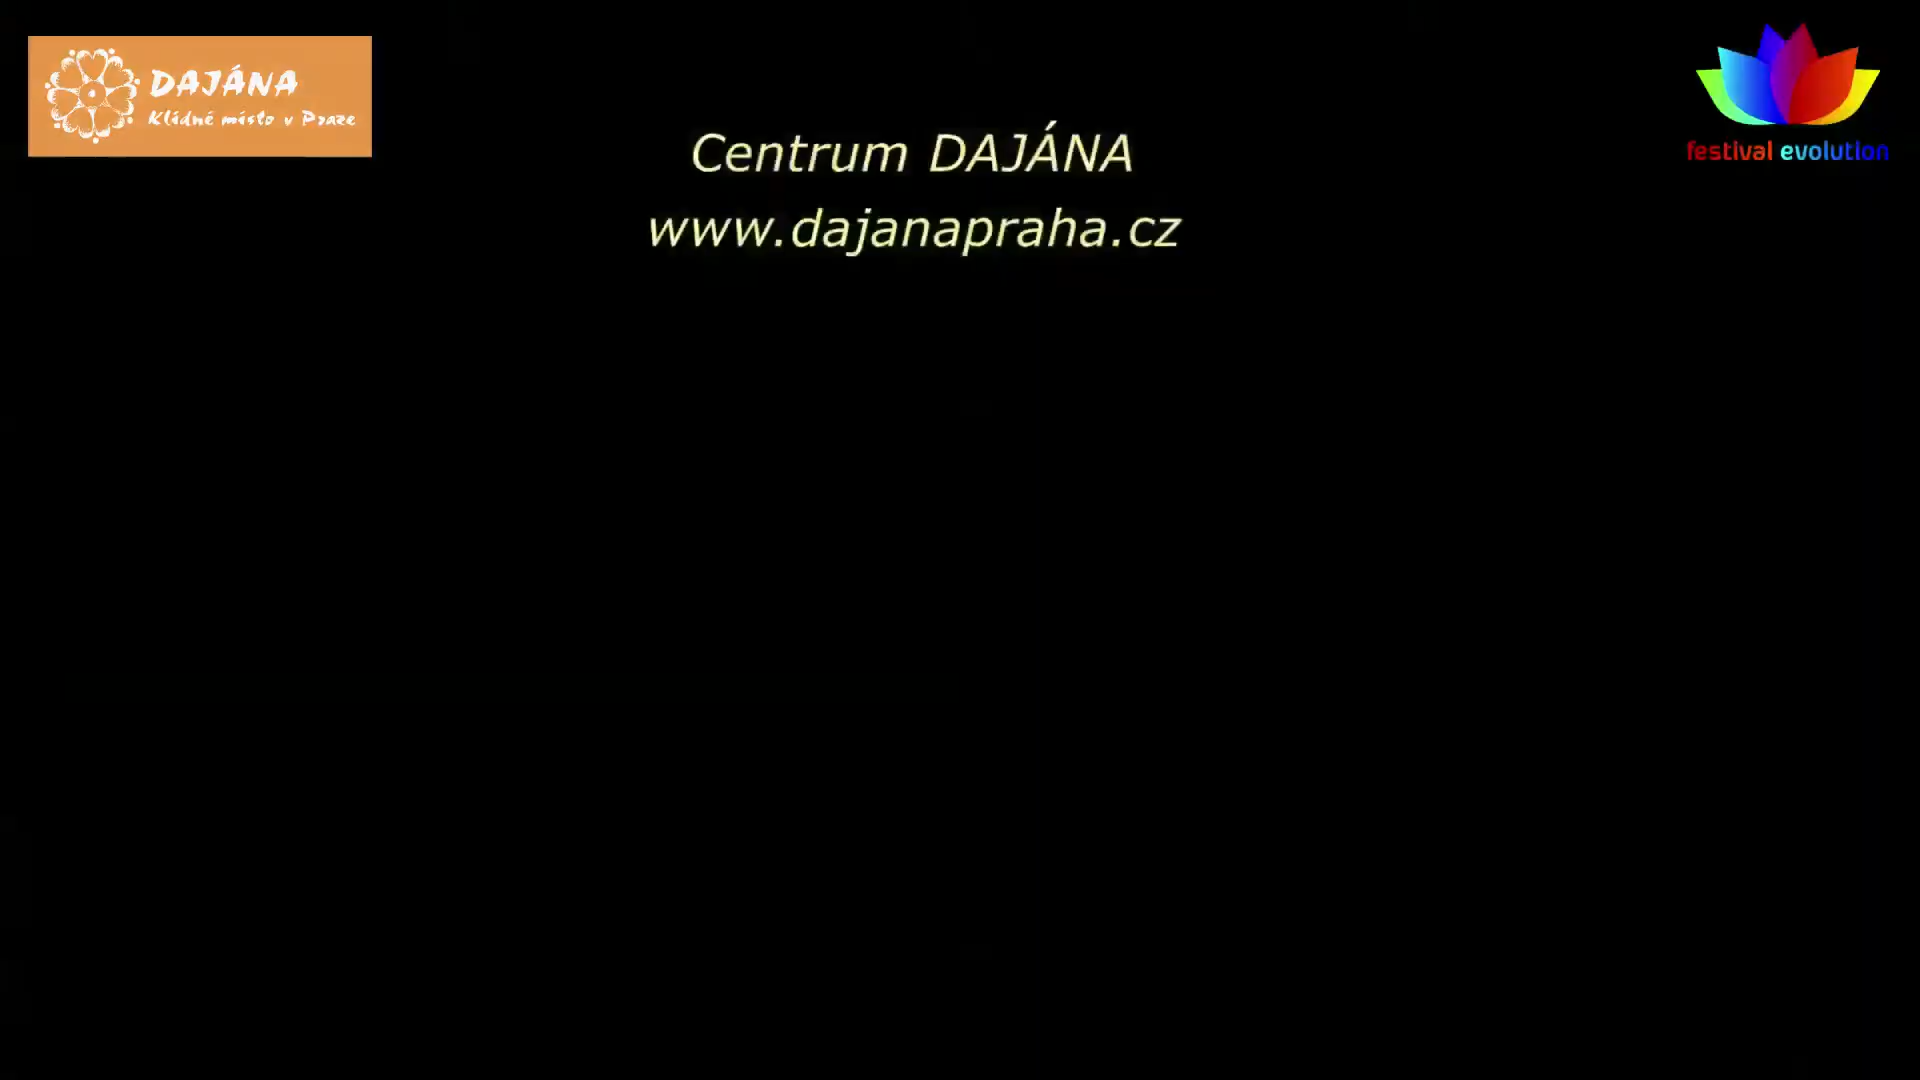 DAJÁNA
Klidné místo v Praze
Centrum DAJÁNA
www.dajanapraha.cz
festival evolution